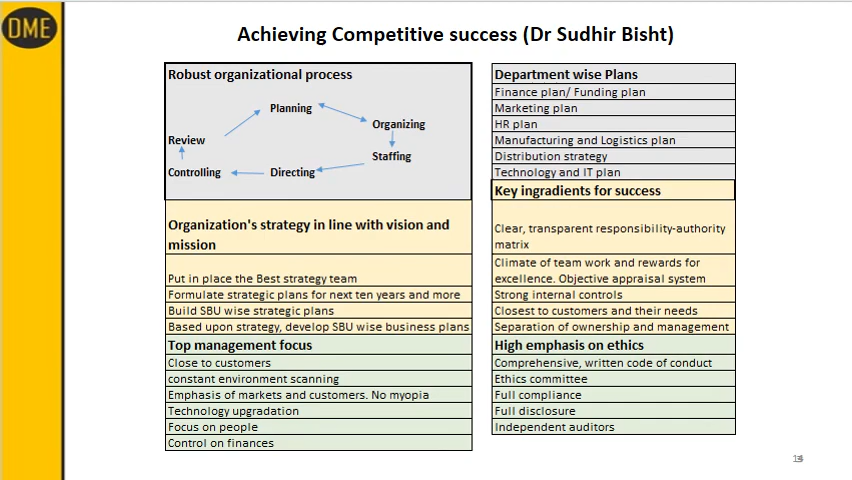 DME
Achieving Competitive success (Dr Sudhir Bisht)
Robust organizational process
Planning
Organizing
Review
Staffing
Controlling
Directing
Organization's strategy in line with vision and
mission
Put in place the Best strategy team
Formulate strategic plans for next ten years and more
Build SBU wise strategic plans
Based upon strategy, develop SBU wise business plans
Top management focus
Close to customers
constant environment scanning
Emphasis of markets and customers. No myopia
Technology upgradation
Focus on people
Control on finances
Department wise Plans
Finance plan/ Funding plan
Marketing plan
HR plan
Manufacturing and Logistics plan
Distribution strategy
Technology and IT plan
Key ingredients for success
Clear, transparent responsibility-authority
matrix
Climate of team work and rewards for
excellence. Objective appraisal system
Strong internal controls
Closest to customers and their needs
Separation of ownership and management
High emphasis on ethics
Comprehensive, written code of conduct
Ethics committee
Full compliance
Full disclosure
Independent auditors